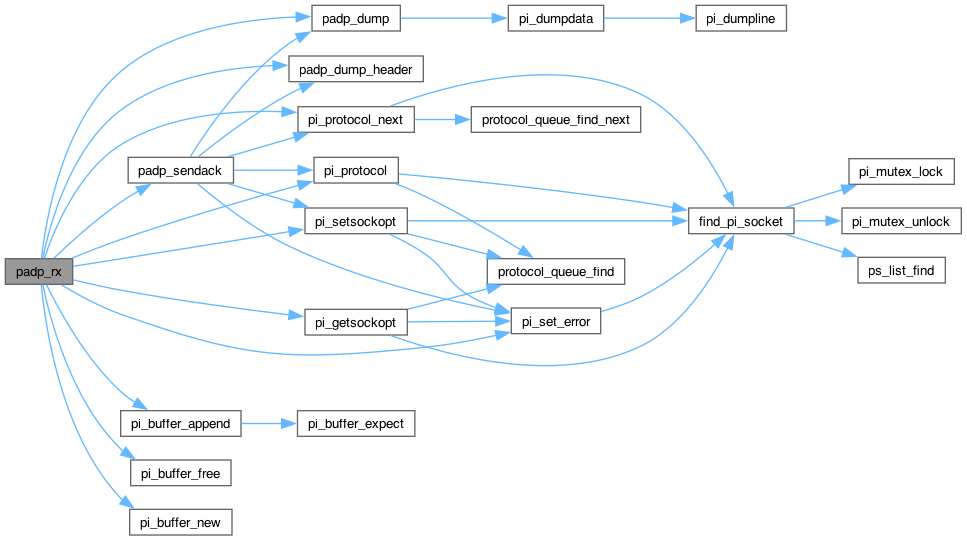 padp_dump
pi_dumpdata
pi_dumpline
padp_dump_header
pi_protocol_next
protocol_queue_find_next
padp_sendack
pi_protocol
pi_mutex_lock
pi_setsockopt
find_pi_socket
pi_mutex_unlock
padp_rx
protocol_queue_find
ps_list_find
pi_getsockopt
pi_set_error
pi_buffer_append
pi_buffer_expect
pi_buffer_free
pi_buffer_new